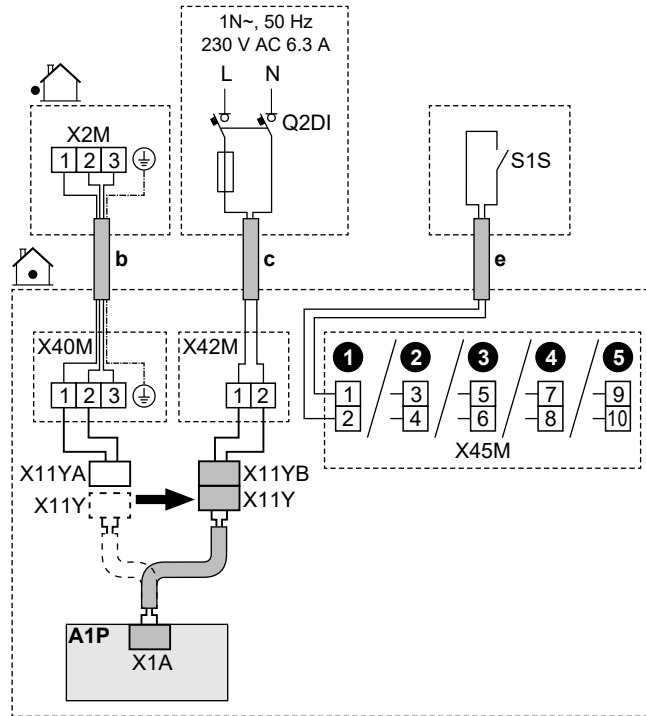 1N~, 50 Hz
230 V AC 6.3 A
L N
Q2DI
X2M
1 2 3
S1S
b
c
e
X40M
1 2 3
X42M
1 2
1 2 3 4 5
1 3 5 7 9
2 4 6 8 10
X45M
X11YA
X11Y
X11YB
X11Y
A1P
X1A